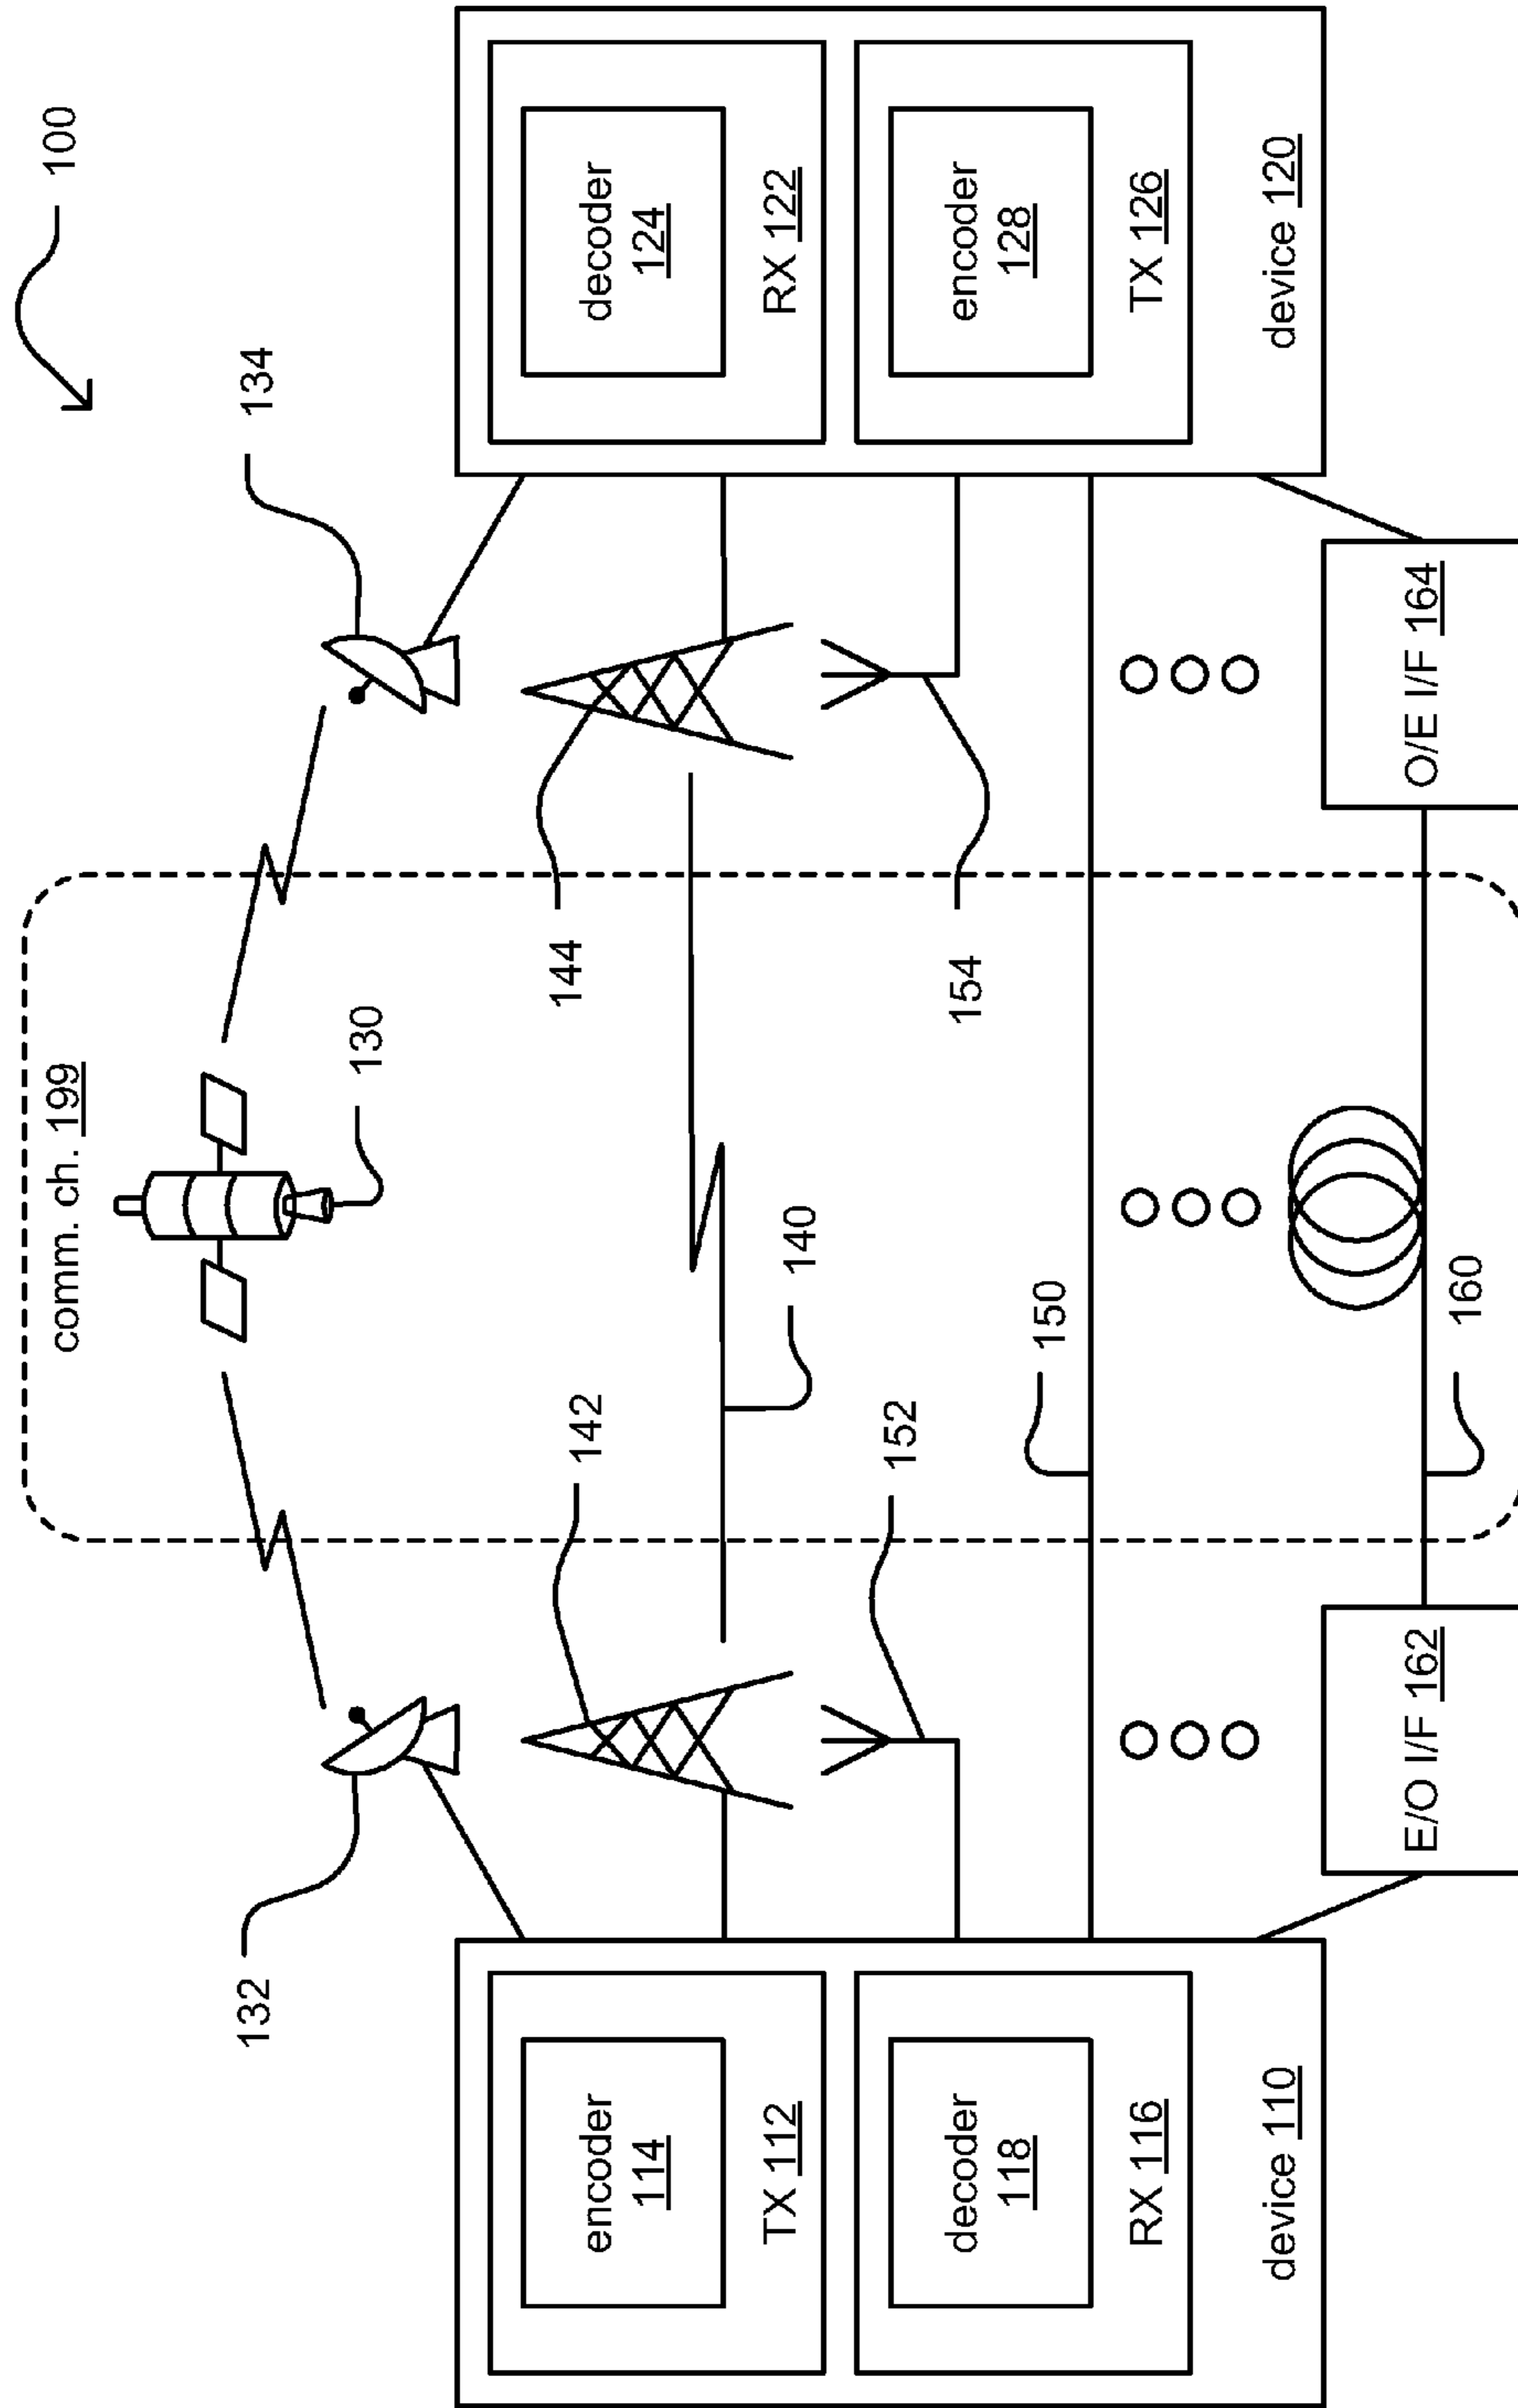 100
comm. ch. 199
130
132
134
142
144
140
152
154
150
160
encoder
114
TX 112
decoder
118
RX 116
device 110
decoder
124
RX 122
encoder
128
TX 126
device 120
E/O I/F 162
O/E I/F 164